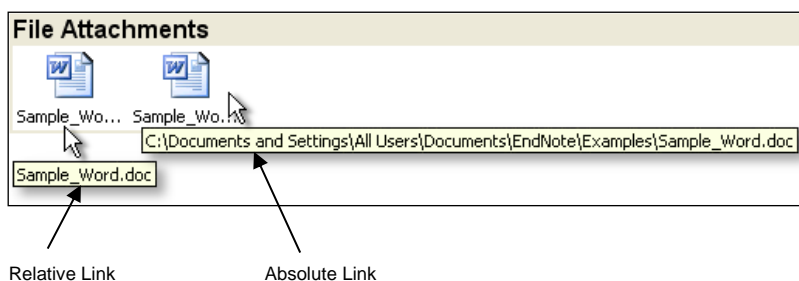 File Attachments
Sample_Wo... Sample_Wo...
C:\Documents and Settings\All Users\Documents\EndNote\Examples\Sample_Word.doc
Sample_Word.doc
Relative Link Absolute Link